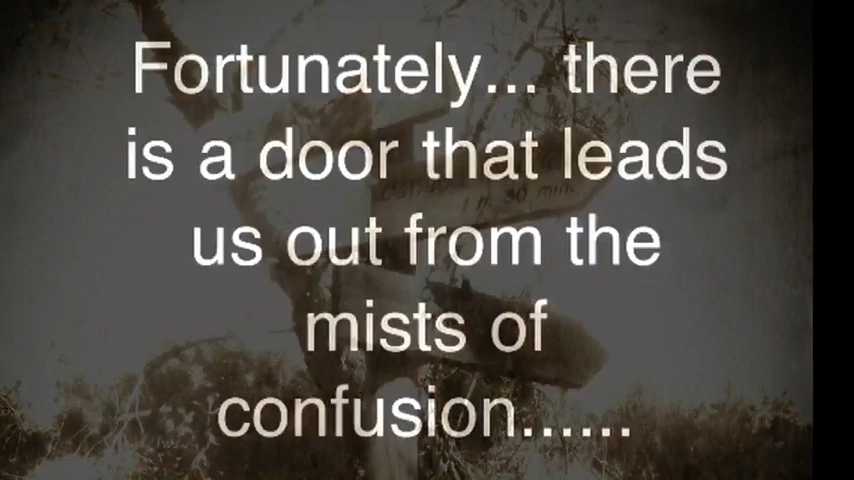 Fortunately... there
is a door that leads
us out from the
mists of
confusion......